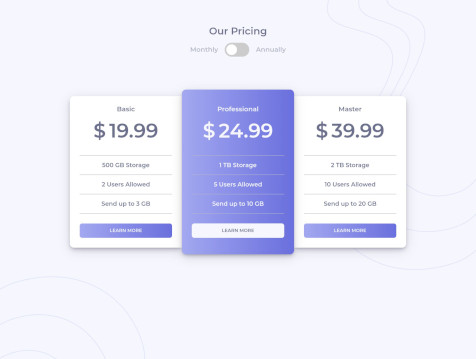 Our Pricing
Monthly Annually
Basic
$ 19.99
500 GB Storage
2 Users Allowed
Send up to 3 GB
LEARN MORE
Professional
$ 24.99
1 TB Storage
5 Users Allowed
Send up to 10 GB
LEARN MORE
Master
$ 39.99
2 TB Storage
10 Users Allowed
Send up to 20 GB
LEARN MORE